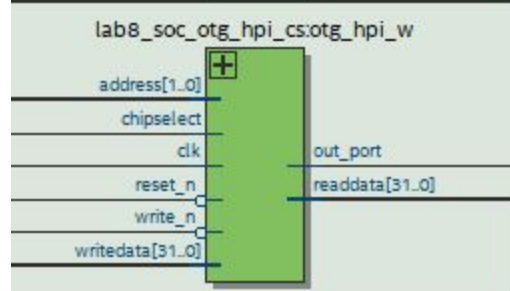 lab8_soc_otg_hpi_cs:otg_hpi_w
address[1..0]
chipselect
clk
out_port
reset_n
readdata[31..0]
write_n
writedata[31..0]